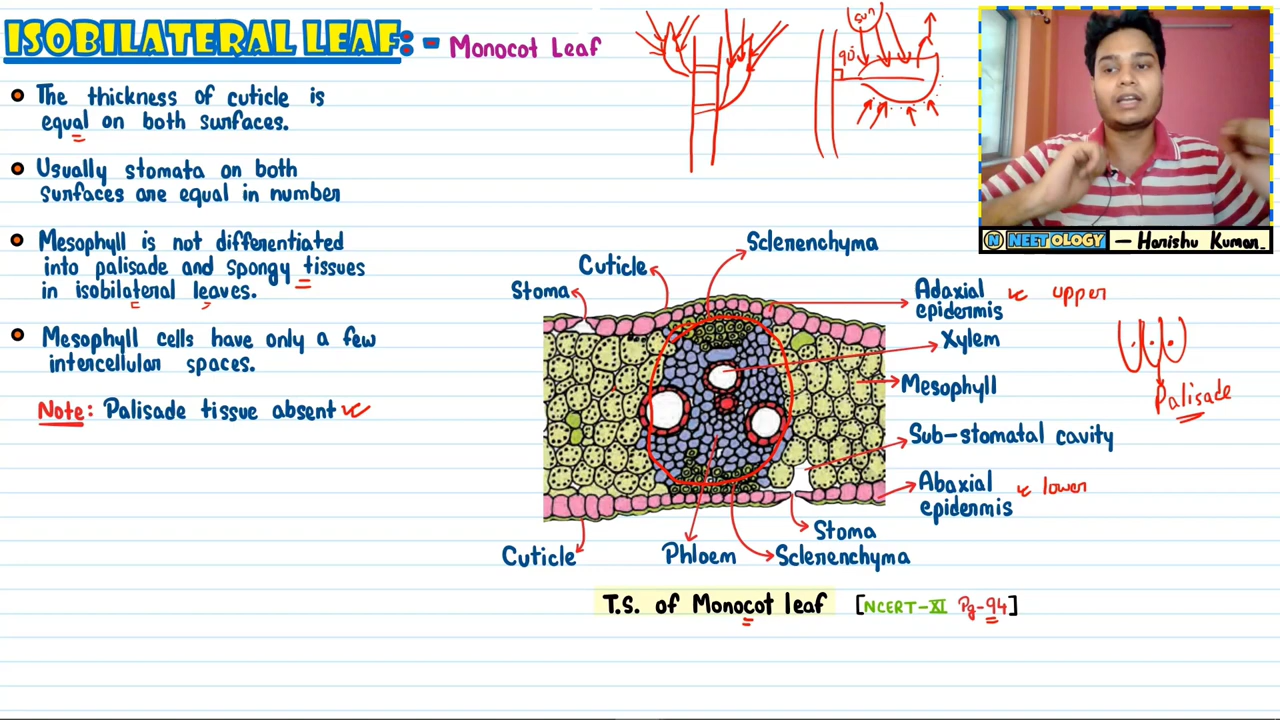 ISOBILATERAL LEAF:- Monocot Leaf
The thickness of cuticle is
equal on both surfaces.
Usually stomata on both
surfaces are equal in number
Mesophyll is not differentiated
into palisade and spongy tissues
in isobilateral leaves.
Mesophyll cells have only a few
intercellular spaces.
Note: Palisade tissue absent
sun
90°
N NEETOLOGY — Hanishu Kumar
Sclerenchyma
Cuticle
Stoma
Adaxial
epidermis
upper
Xylem
Mesophyll
Palisade
Sub-stomatal cavity
Abaxial
epidermis
lower
Stoma
Cuticle
Phloem
Sclerenchyma
T.S. of Monocot leaf [NCERT-XI Pg-94]